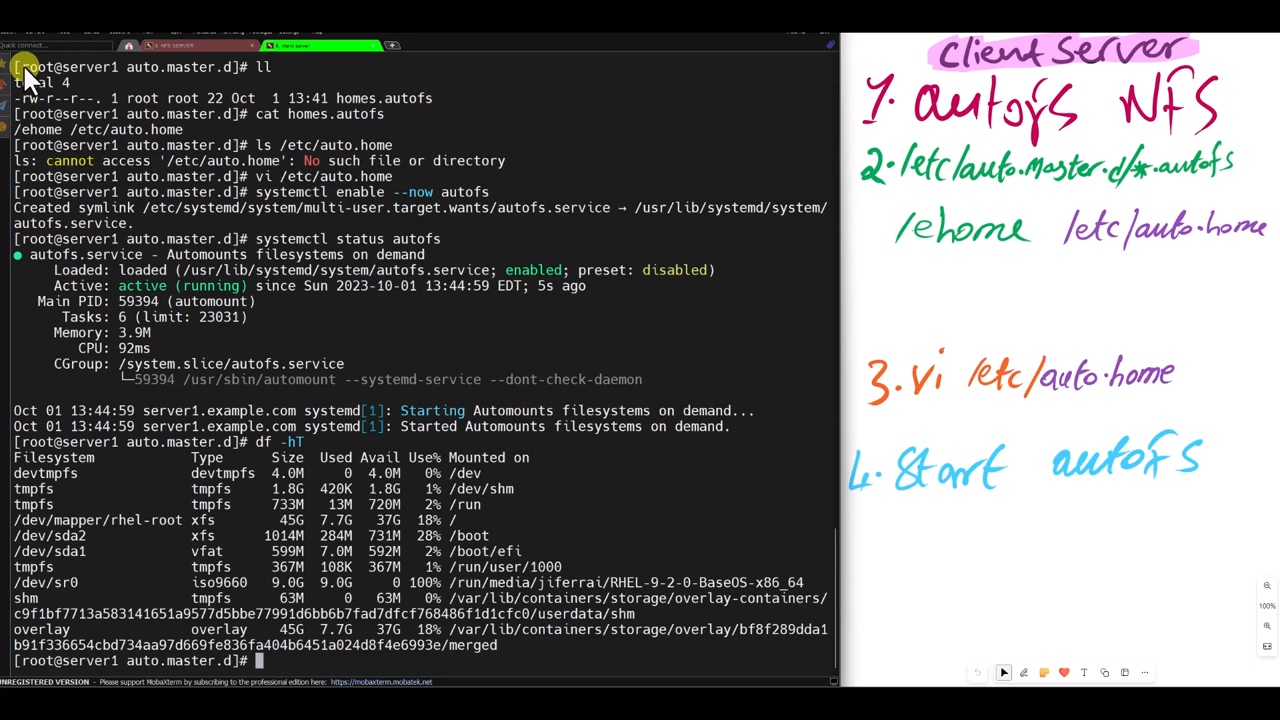 Quick connect...
5. NFS SERVER
6. client server
[root@server1 auto.master.d]# ll
total 4
-rw-r--r--. 1 root root 22 Oct  1 13:41 homes.autofs
[root@server1 auto.master.d]# cat homes.autofs
/ehome /etc/auto.home
[root@server1 auto.master.d]# ls /etc/auto.home
ls: cannot access '/etc/auto.home': No such file or directory
[root@server1 auto.master.d]# vi /etc/auto.home
[root@server1 auto.master.d]# systemctl enable --now autofs
Created symlink /etc/systemd/system/multi-user.target.wants/autofs.service → /usr/lib/systemd/system/
autofs.service.
[root@server1 auto.master.d]# systemctl status autofs
● autofs.service - Automounts filesystems on demand
Loaded: loaded (/usr/lib/systemd/system/autofs.service; enabled; preset: disabled)
Active: active (running) since Sun 2023-10-01 13:44:59 EDT; 5s ago
Main PID: 59394 (automount)
Tasks: 6 (limit: 23031)
Memory: 3.9M
CPU: 92ms
CGroup: /system.slice/autofs.service
└─59394 /usr/sbin/automount --systemd-service --dont-check-daemon
Oct 01 13:44:59 server1.example.com systemd[1]: Starting Automounts filesystems on demand...
Oct 01 13:44:59 server1.example.com systemd[1]: Started Automounts filesystems on demand.
[root@server1 auto.master.d]# df -hT
Filesystem Type Size Used Avail Use% Mounted on
devtmpfs devtmpfs 4.0M 0 4.0M 0% /dev
tmpfs tmpfs 1.8G 420K 1.8G 1% /dev/shm
tmpfs tmpfs 733M 13M 720M 2% /run
/dev/mapper/rhel-root xfs 45G 7.7G 37G 18% /
/dev/sda2 xfs 1014M 284M 731M 28% /boot
/dev/sda1 vfat 599M 7.0M 592M 2% /boot/efi
tmpfs tmpfs 367M 108K 367M 1% /run/user/1000
/dev/sr0 iso9660 9.0G 9.0G 0 100% /run/media/jiferrai/RHEL-9-2-0-BaseOS-x86_64
shm tmpfs 63M 0 63M 0% /var/lib/containers/storage/overlay-containers/
c9f1bf7713a583141651a9577d5bbe77991d6bb6b7fad7dfcf768486f1d1cfc0/userdata/shm
overlay overlay 45G 7.7G 37G 18% /var/lib/containers/storage/overlay/bf8f289dda1
b91f336654cbd734aa97d669fe836fa404b6451a024d8f4e6993e/merged
[root@server1 auto.master.d]#
UNREGISTERED VERSION - Please support MobaXterm by subscribing to the professional edition here: https://mobaxterm.mobatek.net
client server
1. autofs NFS
2. /etc/auto.master.d/*.autofs
/ehome /etc/auto.home
3. vi /etc/auto.home
4. Start autofs
100%